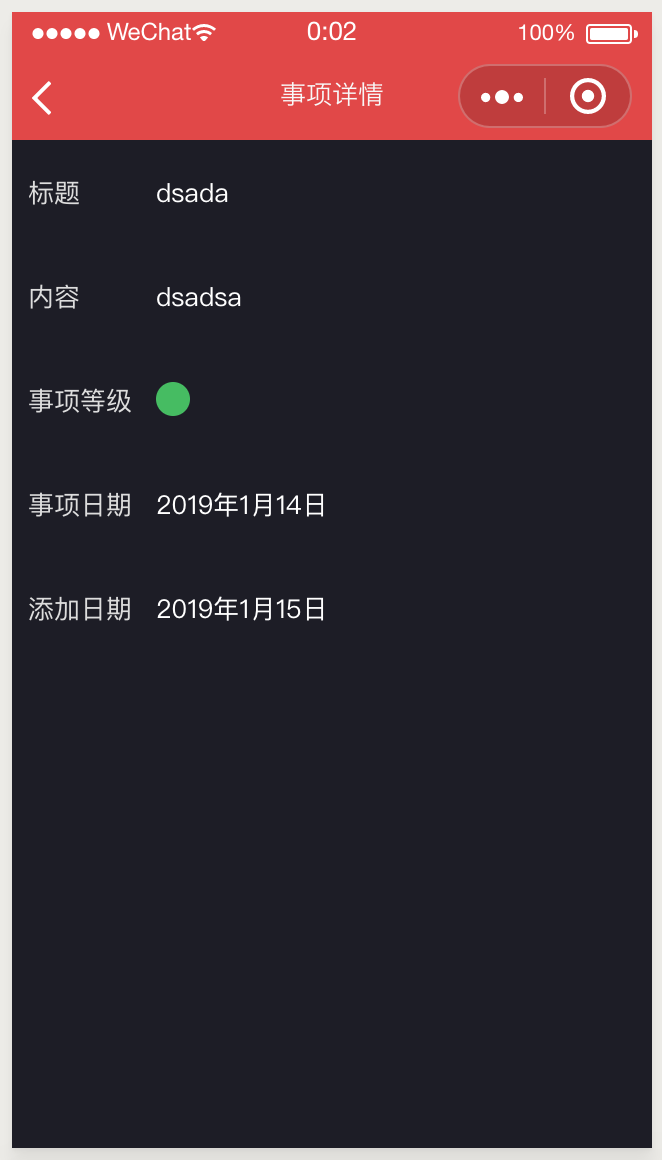 WeChat 0:02 100%
事项详情
标题 dsada
内容 dsadsa
事项等级
事项日期 2019年1月14日
添加日期 2019年1月15日